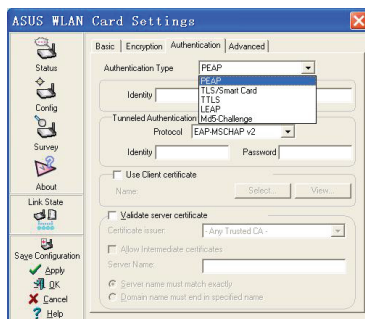 ASUS WLAN Card Settings
Status
Config
Survey
About
Link State
Save Configuration
Apply
OK
Cancel
Help
Basic Encryption Authentication Advanced
Authentication Type PEAP
PEAP
TLS/Smart Card
TTLS
LEAP
Md5-Challenge
Identity
Tunneled Authentication
Protocol EAP-MSCHAP v2
Identity Password
Use Client certificate
Name: Select... View...
Validate server certificate
Certificate issuer: - Any Trusted CA -
Allow Intermediate certificates
Server Name:
Server name must match exactly
Domain name must end in specified name